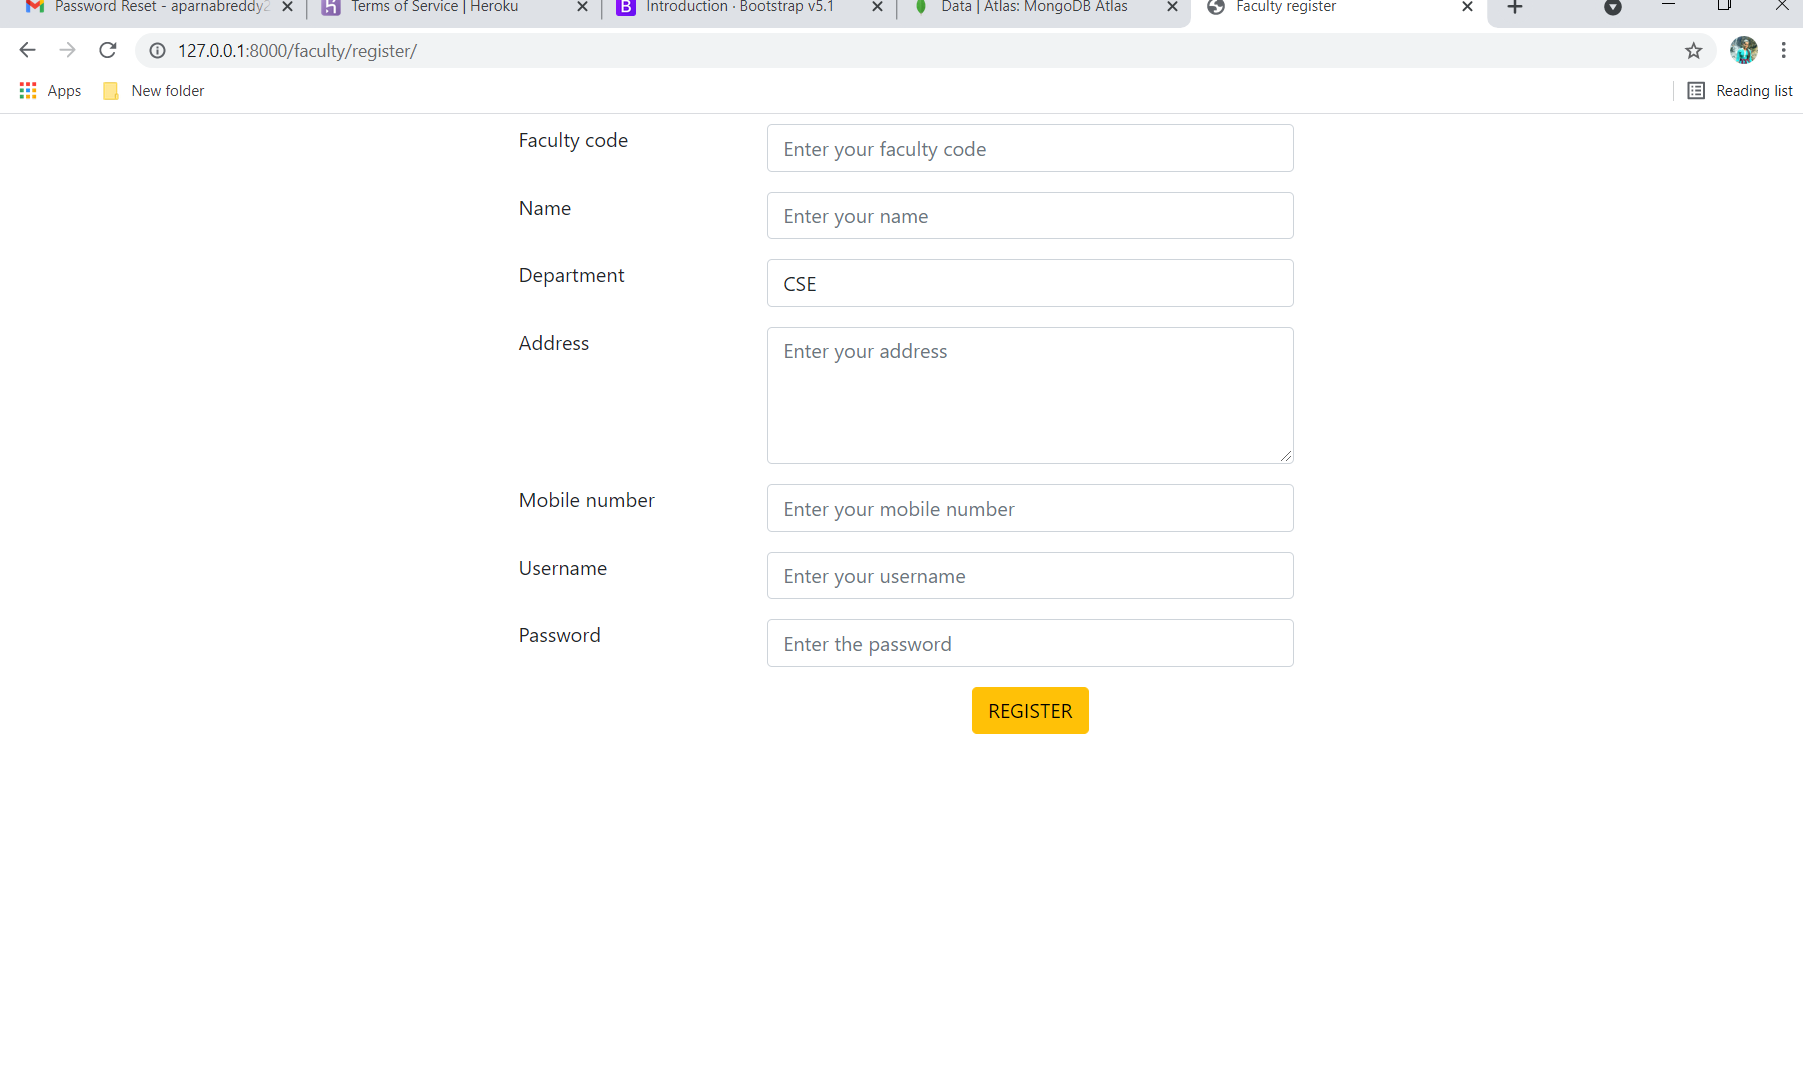 Password Reset - aparnabreddy2
Terms of Service | Heroku
Introduction · Bootstrap v5.1
Data | Atlas: MongoDB Atlas
Faculty register
127.0.0.1:8000/faculty/register/
Apps
New folder
Reading list
Faculty code
Enter your faculty code
Name
Enter your name
Department
CSE
Address
Enter your address
Mobile number
Enter your mobile number
Username
Enter your username
Password
Enter the password
REGISTER